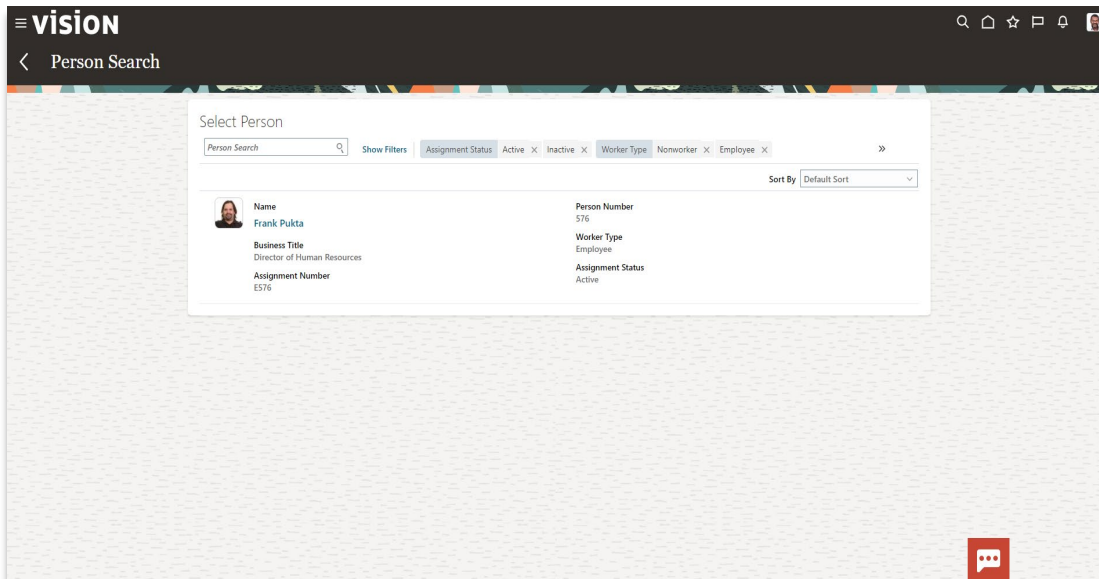 VISION
Person Search
Select Person
Person Search
Show Filters
Assignment Status Active Inactive Worker Type Nonworker Employee
Sort By Default Sort
Name
Frank Pukta
Business Title
Director of Human Resources
Assignment Number
E576
Person Number
576
Worker Type
Employee
Assignment Status
Active